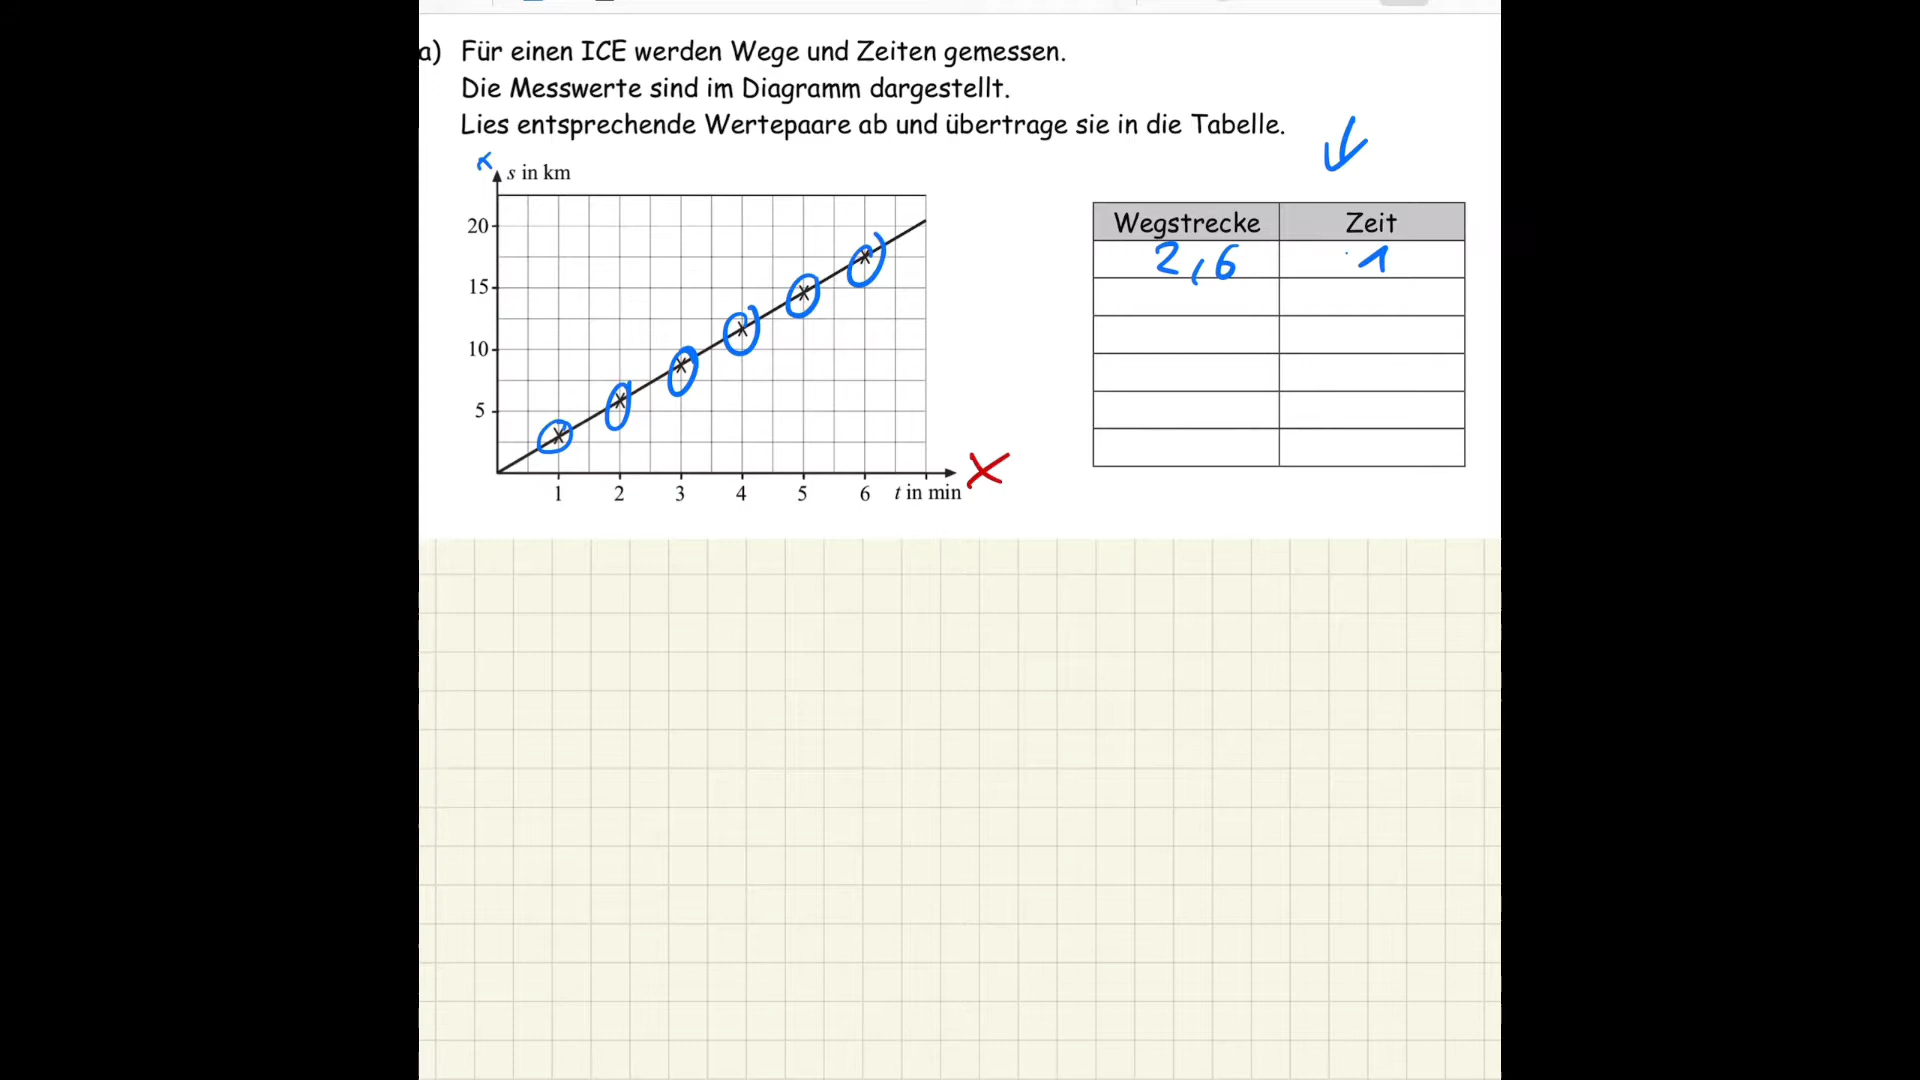 a) Für einen ICE werden Wege und Zeiten gemessen.
Die Messwerte sind im Diagramm dargestellt.
Lies entsprechende Wertepaare ab und übertrage sie in die Tabelle.
s in km
20
15
10
5
1 2 3 4 5 6 t in min
Wegstrecke Zeit
2,6 1